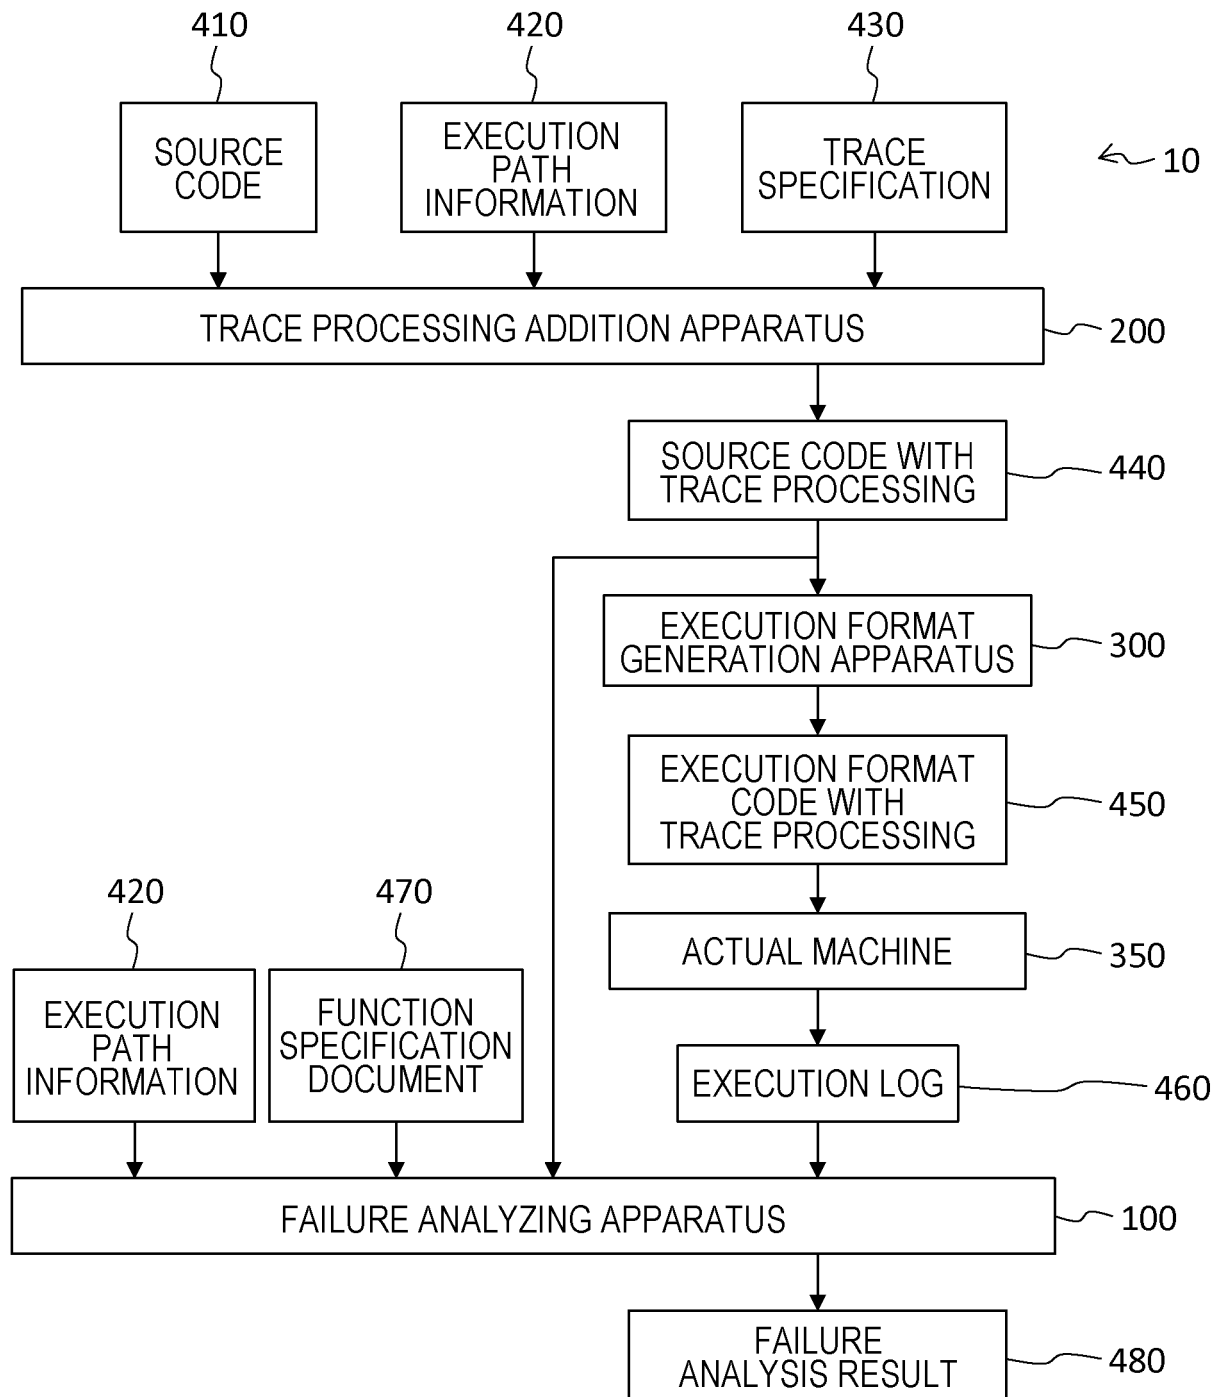 410
420
430
SOURCE
CODE
EXECUTION
PATH
INFORMATION
TRACE
SPECIFICATION
10
TRACE PROCESSING ADDITION APPARATUS
200
SOURCE CODE WITH
TRACE PROCESSING
440
EXECUTION FORMAT
GENERATION APPARATUS
300
EXECUTION FORMAT
CODE WITH
TRACE PROCESSING
450
420
470
ACTUAL MACHINE
350
EXECUTION
PATH
INFORMATION
FUNCTION
SPECIFICATION
DOCUMENT
EXECUTION LOG
460
FAILURE ANALYZING APPARATUS
100
FAILURE
ANALYSIS RESULT
480